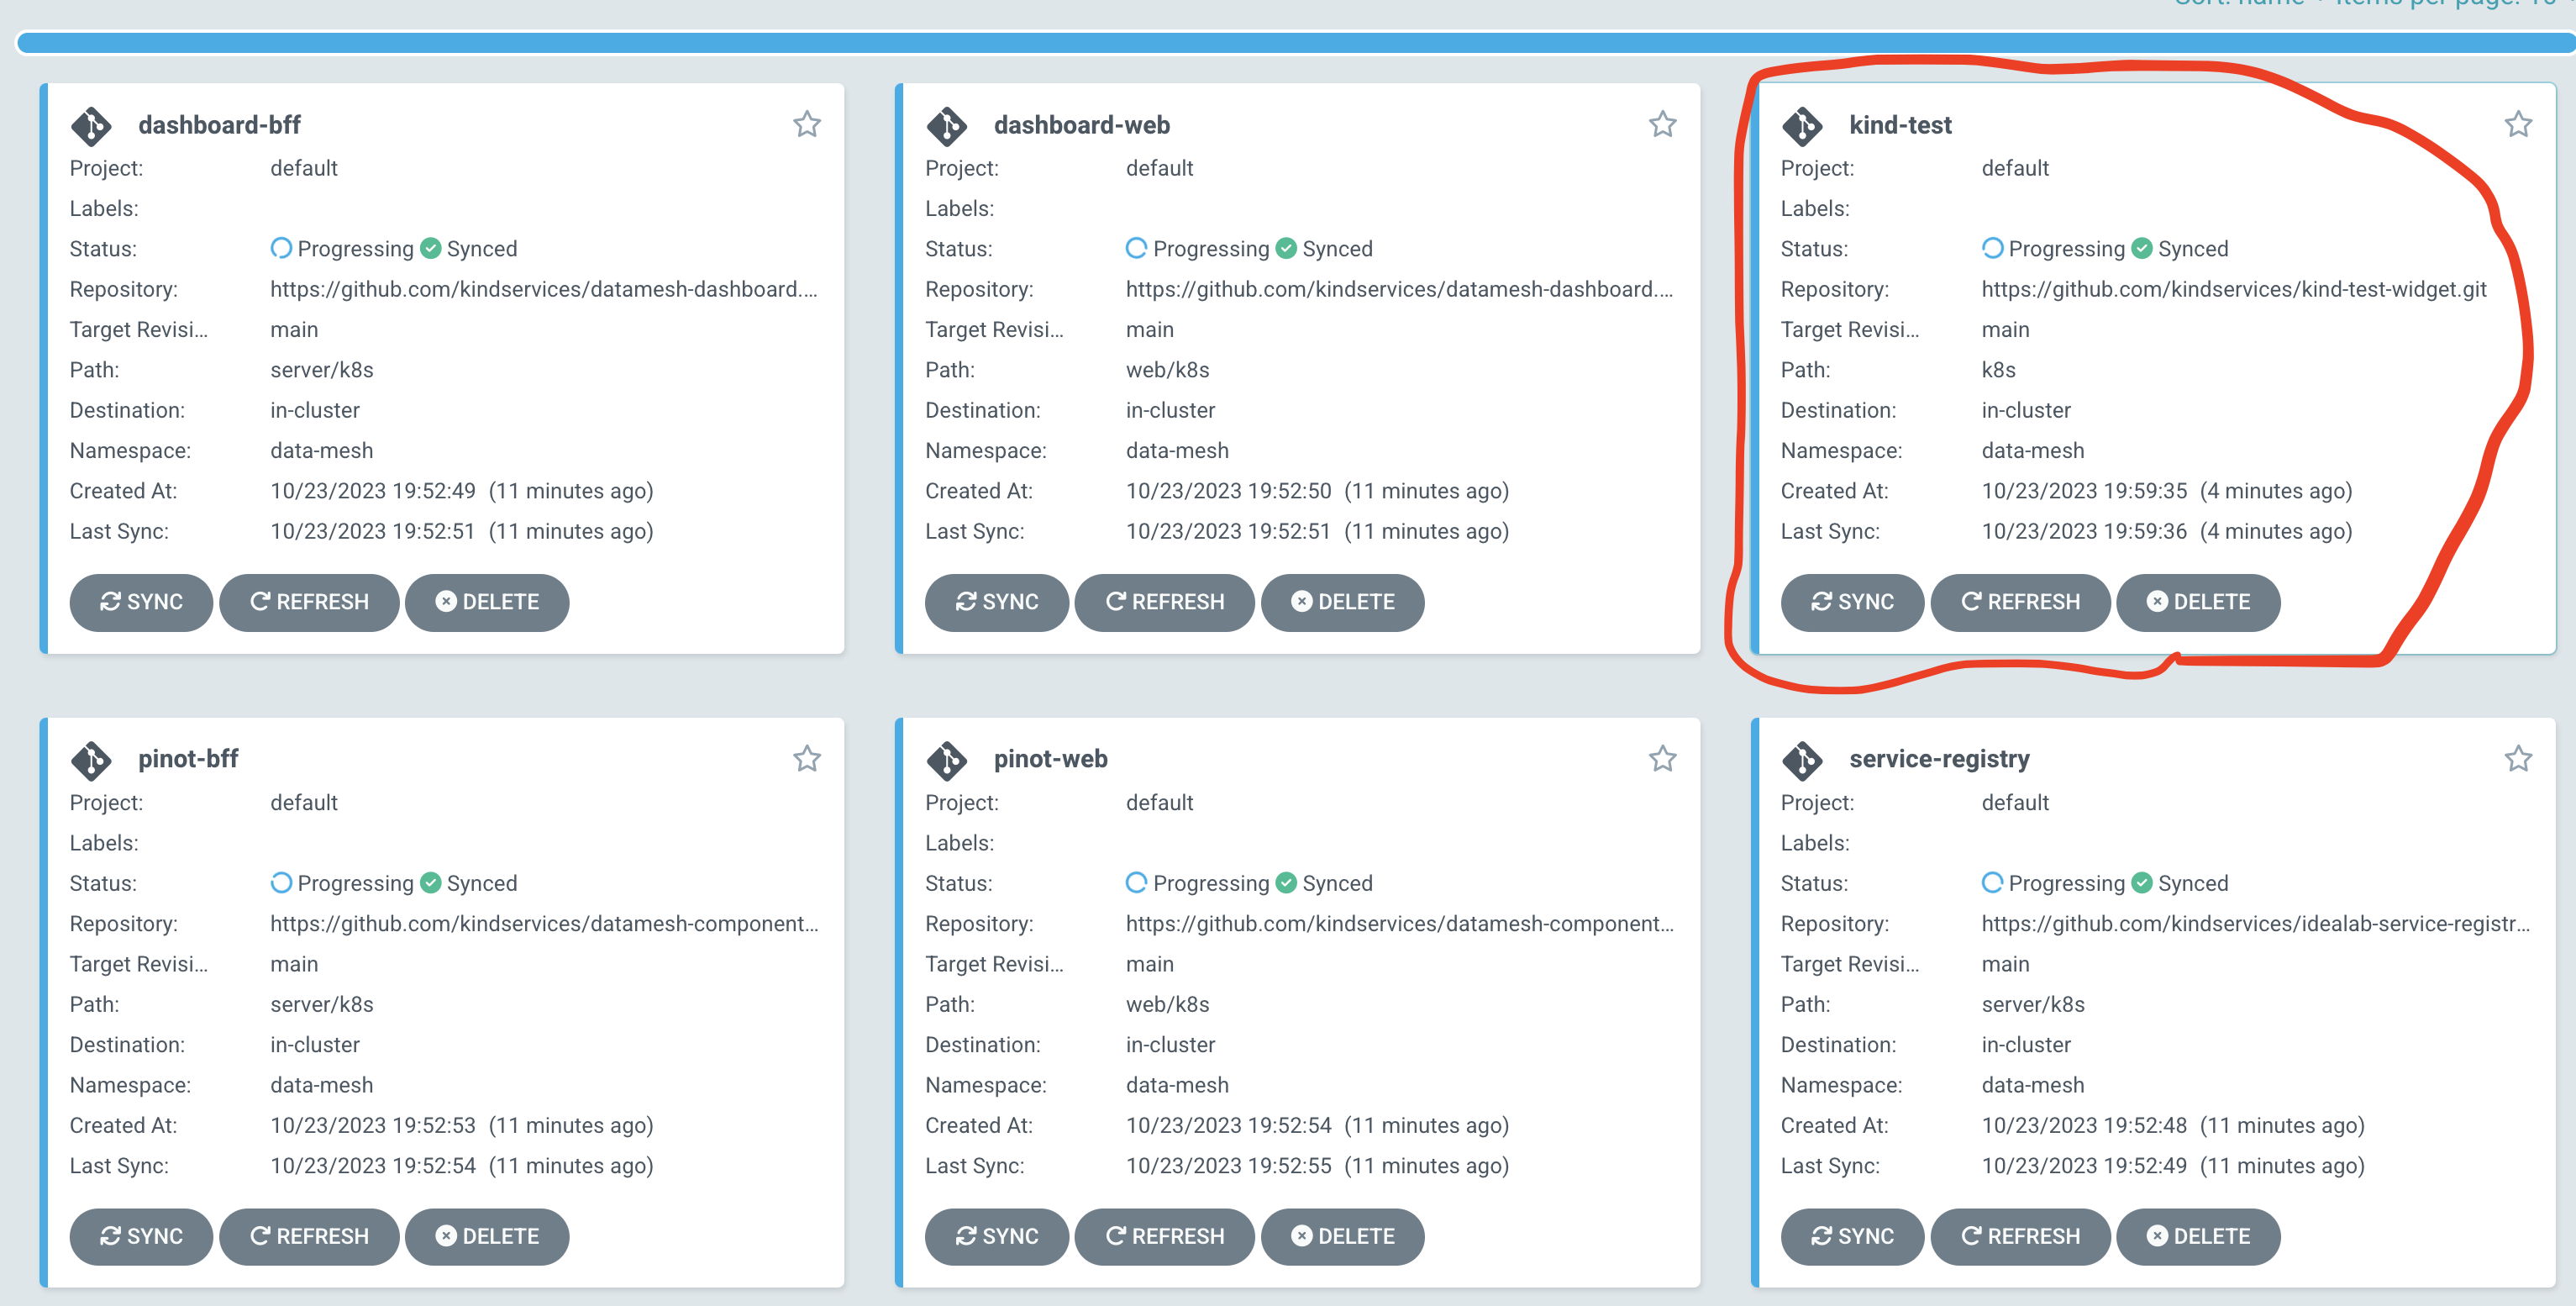 Sort: name Items per page: 10
dashboard-bff
Project: default
Labels:
Status: Progressing Synced
Repository: https://github.com/kindservices/datamesh-dashboard....
Target Revisi... main
Path: server/k8s
Destination: in-cluster
Namespace: data-mesh
Created At: 10/23/2023 19:52:49 (11 minutes ago)
Last Sync: 10/23/2023 19:52:51 (11 minutes ago)
SYNC REFRESH DELETE
dashboard-web
Project: default
Labels:
Status: Progressing Synced
Repository: https://github.com/kindservices/datamesh-dashboard....
Target Revisi... main
Path: web/k8s
Destination: in-cluster
Namespace: data-mesh
Created At: 10/23/2023 19:52:50 (11 minutes ago)
Last Sync: 10/23/2023 19:52:51 (11 minutes ago)
SYNC REFRESH DELETE
kind-test
Project: default
Labels:
Status: Progressing Synced
Repository: https://github.com/kindservices/kind-test-widget.git
Target Revisi... main
Path: k8s
Destination: in-cluster
Namespace: data-mesh
Created At: 10/23/2023 19:59:35 (4 minutes ago)
Last Sync: 10/23/2023 19:59:36 (4 minutes ago)
SYNC REFRESH DELETE
pinot-bff
Project: default
Labels:
Status: Progressing Synced
Repository: https://github.com/kindservices/datamesh-component...
Target Revisi... main
Path: server/k8s
Destination: in-cluster
Namespace: data-mesh
Created At: 10/23/2023 19:52:53 (11 minutes ago)
Last Sync: 10/23/2023 19:52:54 (11 minutes ago)
SYNC REFRESH DELETE
pinot-web
Project: default
Labels:
Status: Progressing Synced
Repository: https://github.com/kindservices/datamesh-component...
Target Revisi... main
Path: web/k8s
Destination: in-cluster
Namespace: data-mesh
Created At: 10/23/2023 19:52:54 (11 minutes ago)
Last Sync: 10/23/2023 19:52:55 (11 minutes ago)
SYNC REFRESH DELETE
service-registry
Project: default
Labels:
Status: Progressing Synced
Repository: https://github.com/kindservices/idealab-service-registr...
Target Revisi... main
Path: server/k8s
Destination: in-cluster
Namespace: data-mesh
Created At: 10/23/2023 19:52:48 (11 minutes ago)
Last Sync: 10/23/2023 19:52:49 (11 minutes ago)
SYNC REFRESH DELETE